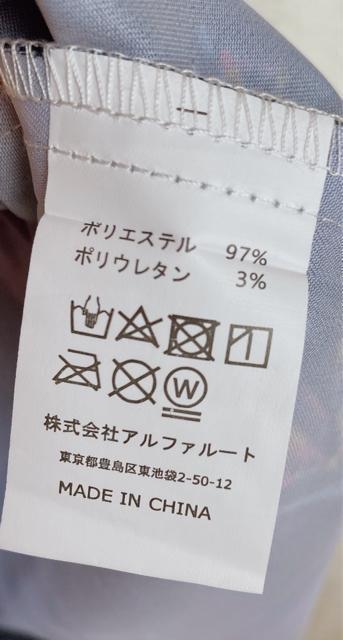 ポリエステル 97%
ポリウレタン 3%
W
株式会社アルファルート
東京都豊島区東池袋2-50-12
MADE IN CHINA